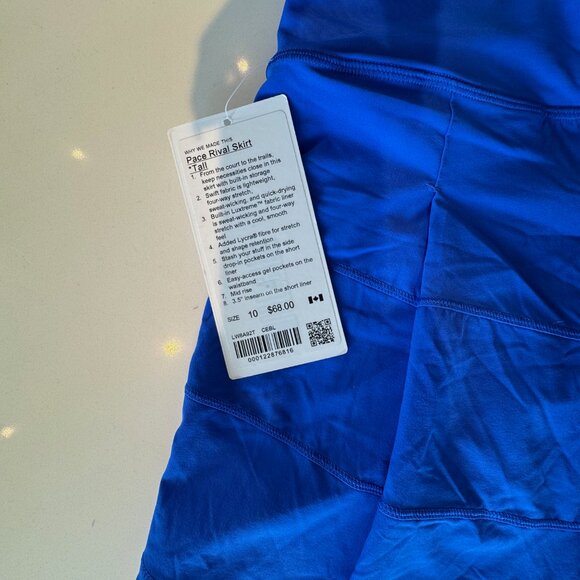 WHY WE MADE THIS
Pace Rival Skirt
*Tall
1. From the court to the trails,
keep necessities close in this
skirt with built-in storage
2. Swift fabric is lightweight,
four-way stretch,
sweat-wicking, and quick-drying
3. Built-in Luxtreme™ fabric liner
is sweat-wicking and four-way
stretch with a cool, smooth
feel
4. Added Lycra® fibre for stretch
and shape retention
5. Stash your stuff in the side
drop-in pockets on the short
liner
6. Easy-access gel pockets on the
waistband
7. Mid rise
8. 3.5" inseam on the short liner
SIZE 10 $68.00
LW8A92T CEBL
000122876816